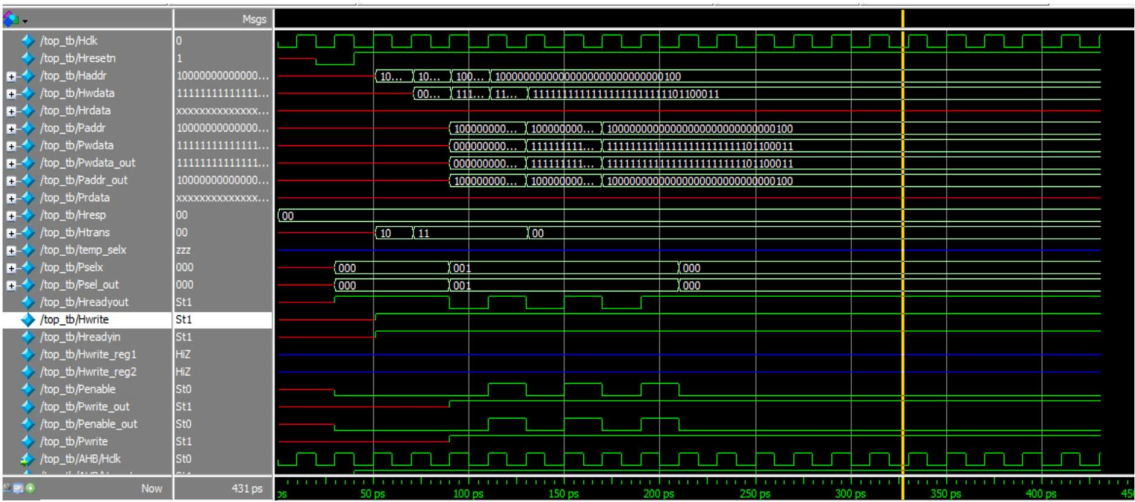 Msgs
/top_tb/Hclk 0
/top_tb/Hresetn 1
/top_tb/Haddr 10000000000000... 10... 10... 100... 10000000000000000000000000000100
/top_tb/Hwdata 11111111111111... 00... 111... 11... 11111111111111111111111101100011
/top_tb/Hrdata xxxxxxxxxxxxxx...
/top_tb/Paddr 10000000000000... 100000000... 100000000... 10000000000000000000000000000100
/top_tb/Pwdata 11111111111111... 000000000... 111111111... 11111111111111111111111101100011
/top_tb/Pwdata_out 11111111111111... 000000000... 111111111... 11111111111111111111111101100011
/top_tb/Paddr_out 10000000000000... 100000000... 100000000... 10000000000000000000000000000100
/top_tb/Prdata xxxxxxxxxxxxxx...
/top_tb/Hresp 00 00
/top_tb/Htrans 00 10 11 00
/top_tb/temp_selx zzz
/top_tb/Pselx 000 000 001 000
/top_tb/Psel_out 000 000 001 000
/top_tb/Hreadyout St1
/top_tb/Hwrite St1
/top_tb/Hreadyin St1
/top_tb/Hwrite_reg1 HiZ
/top_tb/Hwrite_reg2 HiZ
/top_tb/Penable St0
/top_tb/Pwrite_out St1
/top_tb/Penable_out St0
/top_tb/Pwrite St1
/top_tb/AHB/Hclk St0
Now 431 ps ps 50 ps 100 ps 150 ps 200 ps 250 ps 300 ps 350 ps 400 ps 450